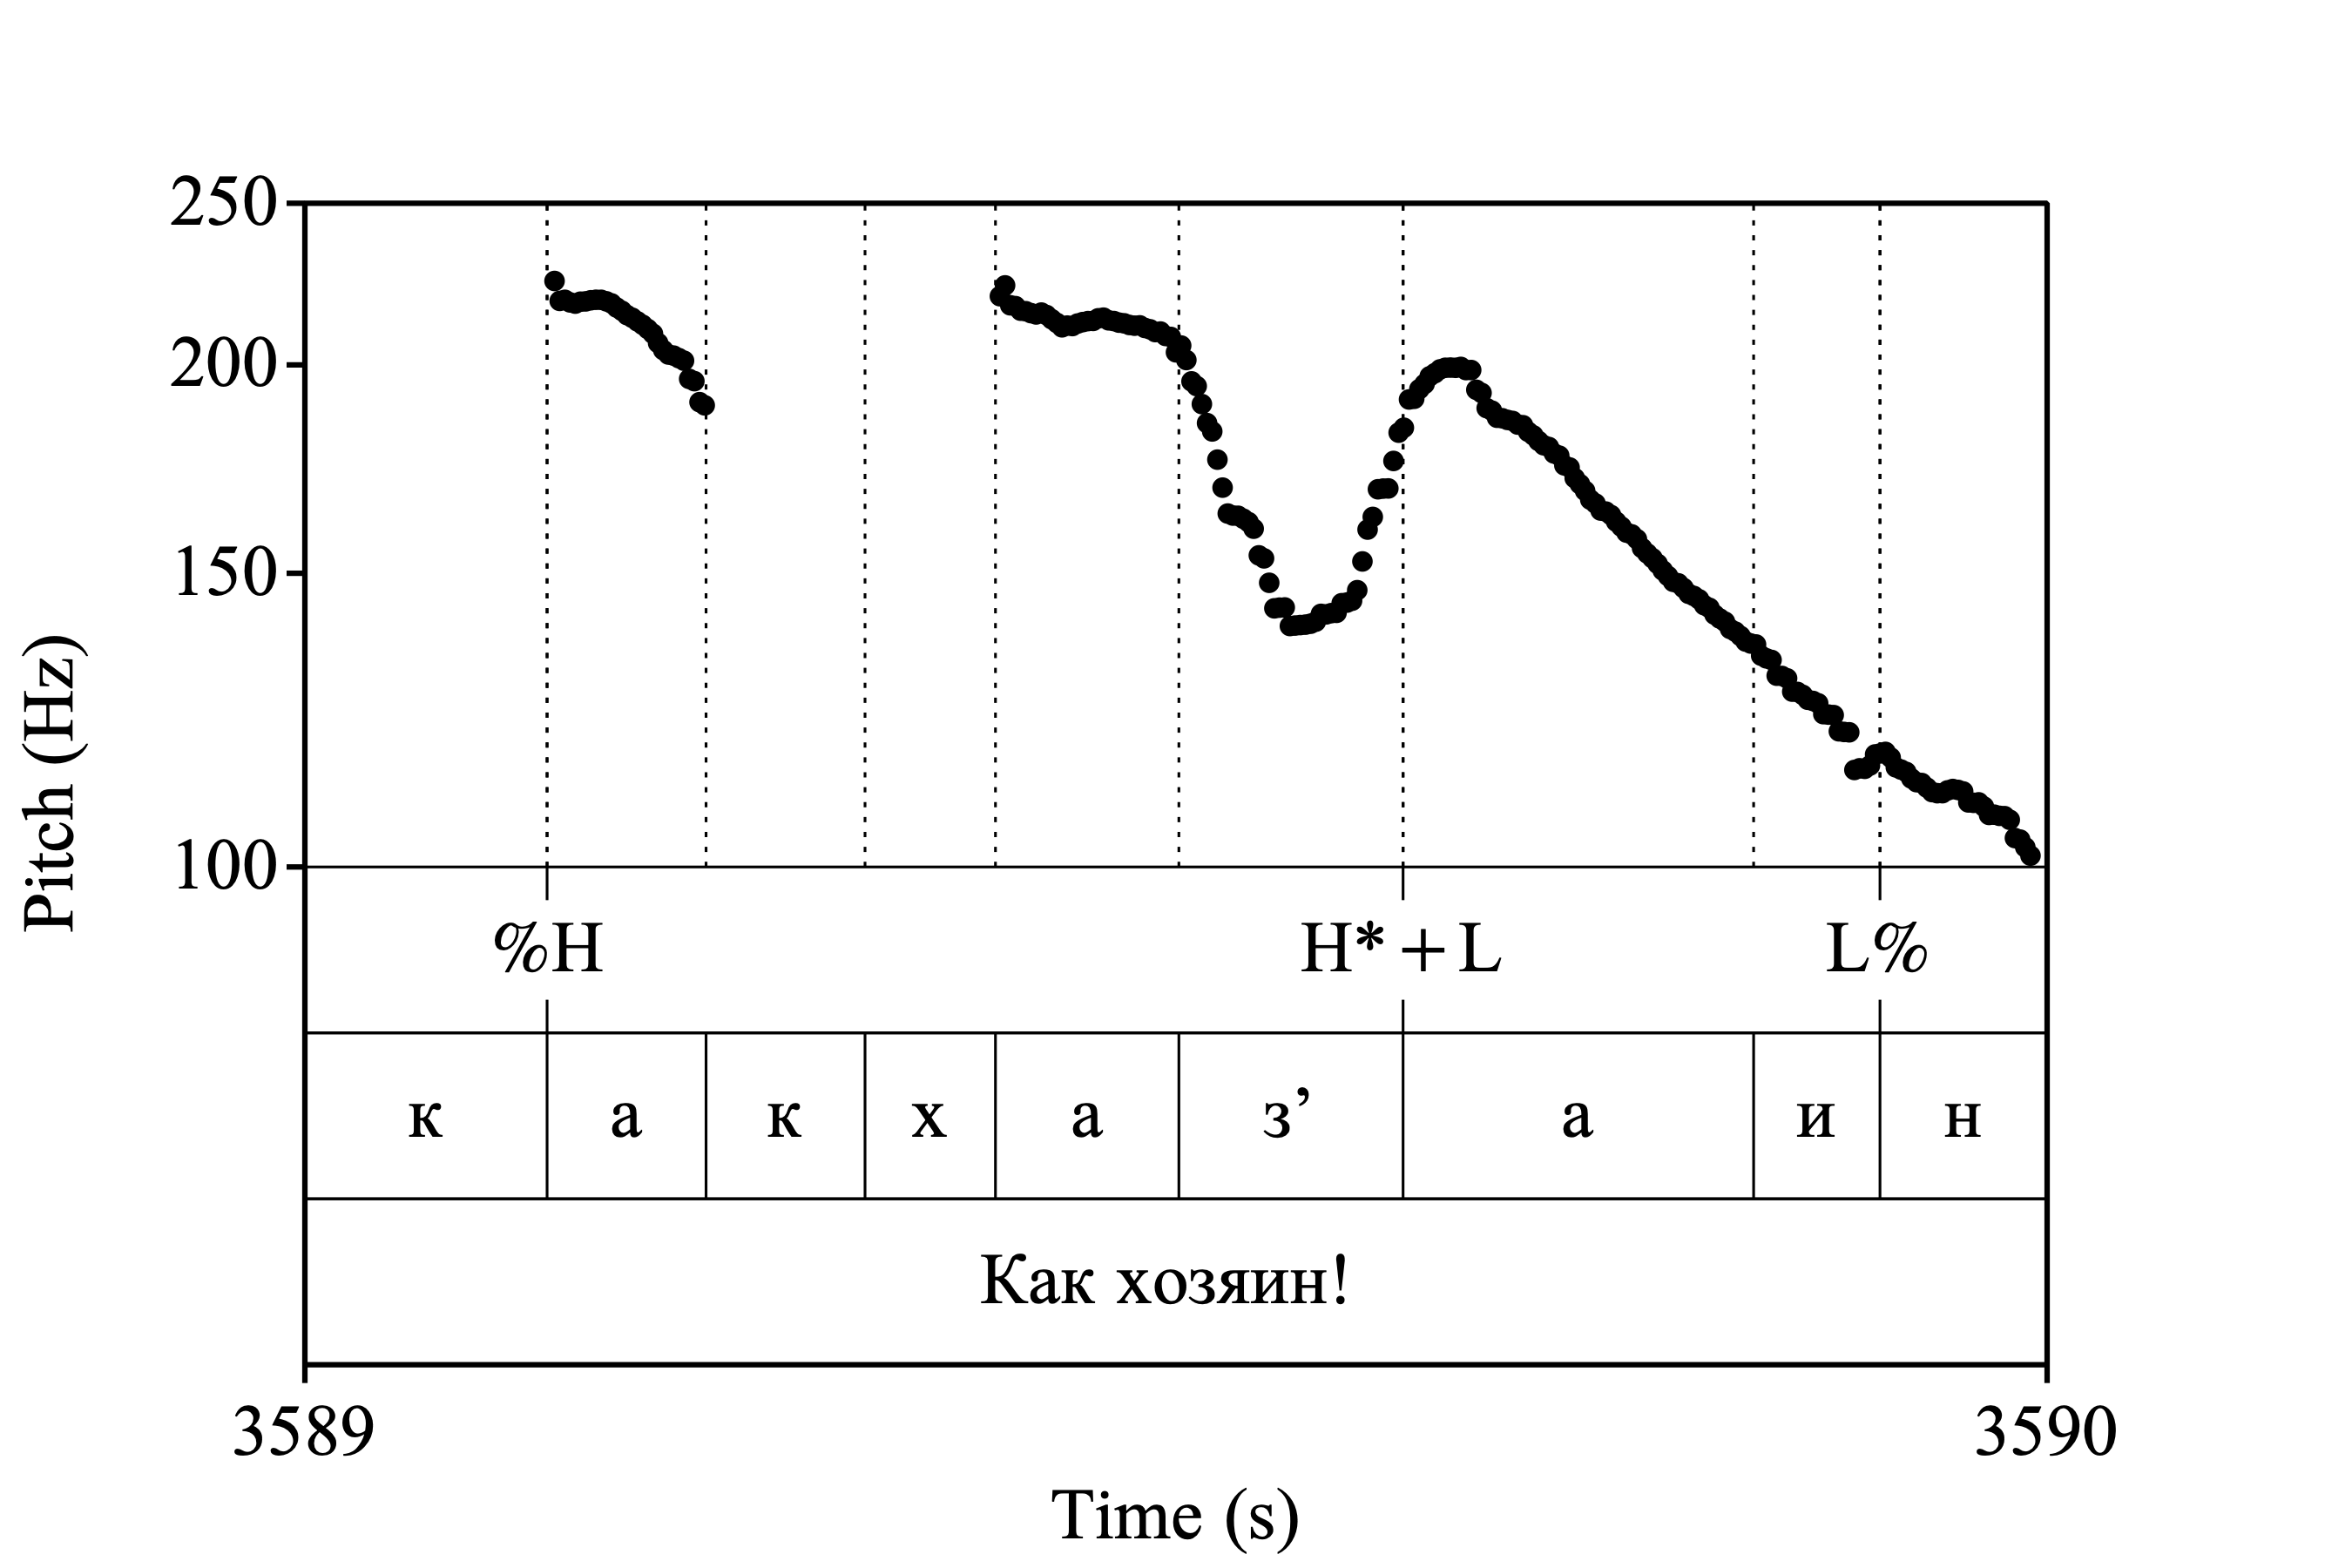 250
200
150
100
Pitch (Hz)
%H H*+L L%
к а к х а з’ а и н
Как хозяин!
3589 3590
Time (s)